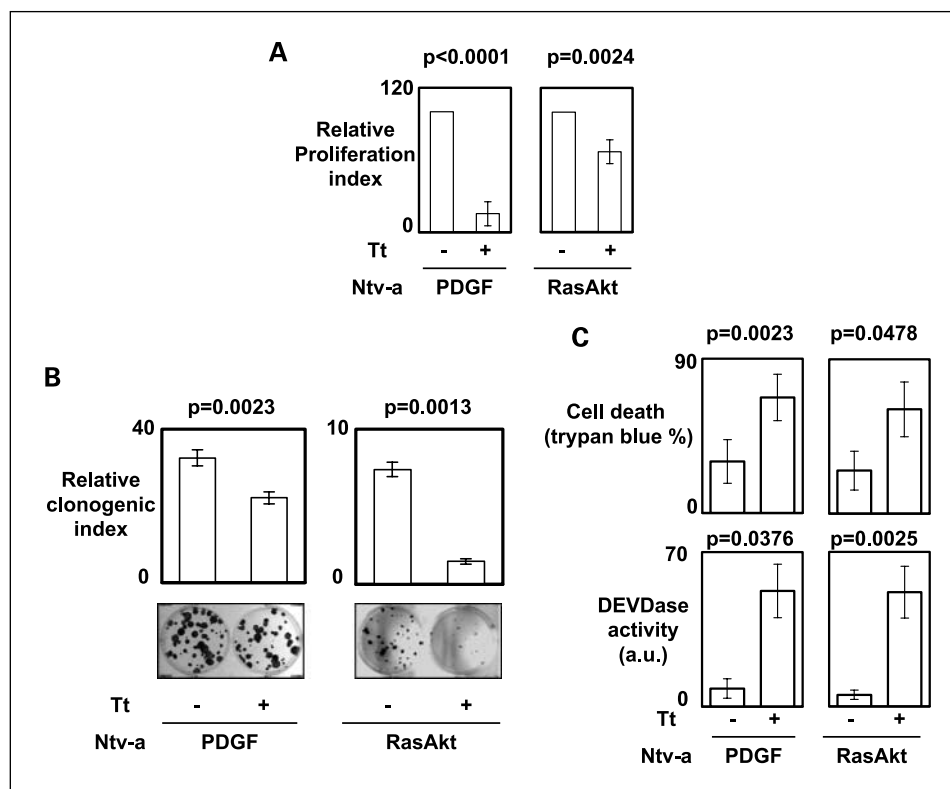 A
p<0.0001 p=0.0024
120
Relative
Proliferation
index
0
Tt - + - +
Ntv-a PDGF RasAkt
B
p=0.0023 p=0.0013
40 10
Relative
clonogenic
index
0 0
Tt - + - +
Ntv-a PDGF RasAkt
C
p=0.0023 p=0.0478
90
Cell death
(trypan blue %)
0
p=0.0376 p=0.0025
70
DEVDase
activity
(a.u.)
0
Tt - + - +
Ntv-a PDGF RasAkt